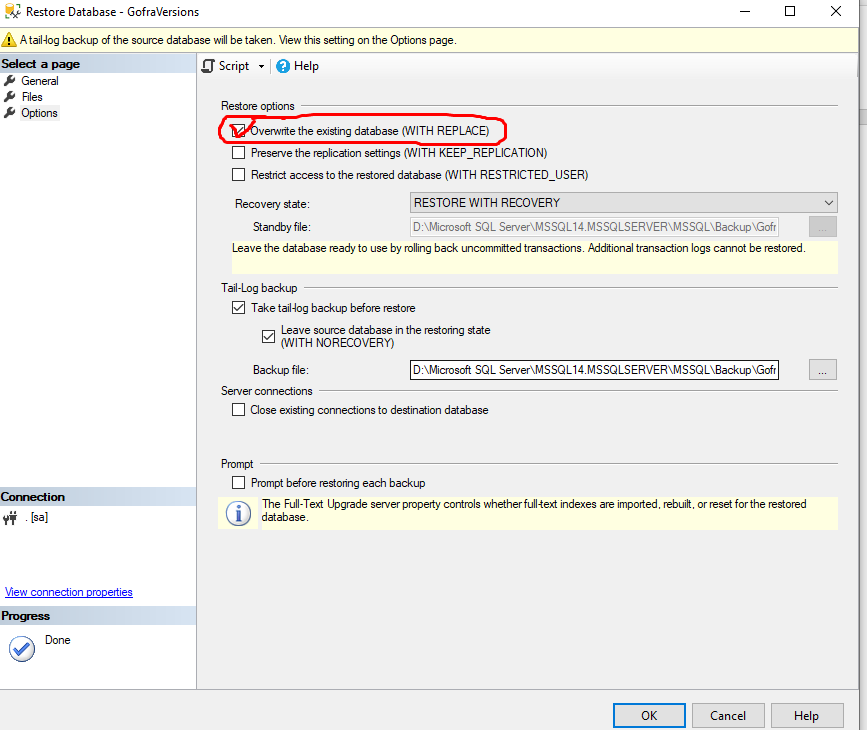 Restore Database - GofraVersions
A tail-log backup of the source database will be taken. View this setting on the Options page.
Select a page
General
Files
Options
Script
Help
Restore options
Overwrite the existing database (WITH REPLACE)
Preserve the replication settings (WITH KEEP_REPLICATION)
Restrict access to the restored database (WITH RESTRICTED_USER)
Recovery state:
RESTORE WITH RECOVERY
Standby file:
D:\Microsoft SQL Server\MSSQL14.MSSQLSERVER\MSSQL\Backup\Gofr
...
Leave the database ready to use by rolling back uncommitted transactions. Additional transaction logs cannot be restored.
Tail-Log backup
Take tail-log backup before restore
Leave source database in the restoring state
(WITH NORECOVERY)
Backup file:
D:\Microsoft SQL Server\MSSQL14.MSSQLSERVER\MSSQL\Backup\Gofr
...
Server connections
Close existing connections to destination database
Prompt
Prompt before restoring each backup
The Full-Text Upgrade server property controls whether full-text indexes are imported, rebuilt, or reset for the restored
database.
Connection
. [sa]
View connection properties
Progress
Done
OK
Cancel
Help